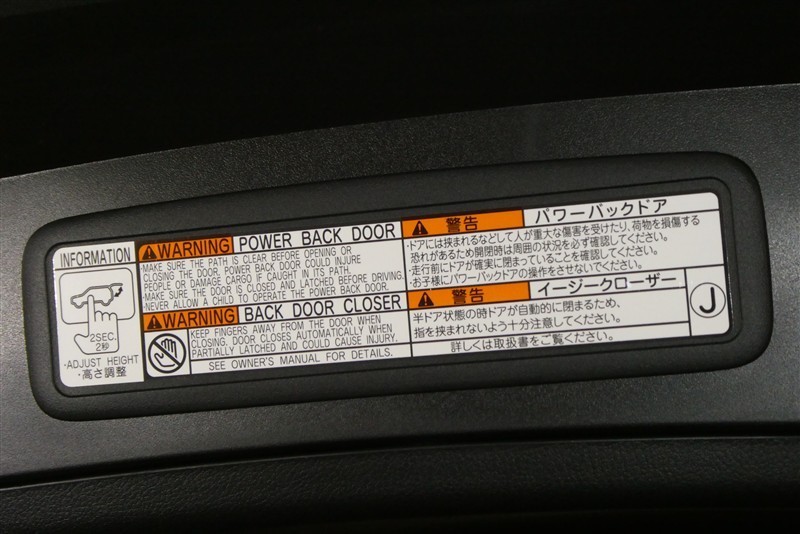 INFORMATION
2SEC.
2秒
·ADJUST HEIGHT
·高さ調整
WARNING POWER BACK DOOR
·MAKE SURE THE PATH IS CLEAR BEFORE OPENING OR
CLOSING THE DOOR. POWER BACK DOOR COULD INJURE
PEOPLE OR DAMAGE CARGO IF CAUGHT IN ITS PATH.
·MAKE SURE THE DOOR IS CLOSED AND LATCHED BEFORE DRIVING.
·NEVER ALLOW A CHILD TO OPERATE THE POWER BACK DOOR.
WARNING BACK DOOR CLOSER
KEEP FINGERS AWAY FROM THE DOOR WHEN
CLOSING. DOOR CLOSES AUTOMATICALLY WHEN
PARTIALLY LATCHED AND COULD CAUSE INJURY.
SEE OWNER'S MANUAL FOR DETAILS.
警告 パワーバックドア
·ドアには挟まれるなどして人が重大な傷害を受けたり、荷物を損傷する
恐れがあるため開閉時は周囲の状況を必ず確認してください。
·走行前にドアが確実に閉まっていることを確認してください。
·お子様にパワーバックドアの操作をさせないでください。
警告 イージークローザー
半ドア状態の時ドアが自動的に閉まるため、
指を挟まれないよう十分注意してください。
詳しくは取扱書をご覧ください。
J